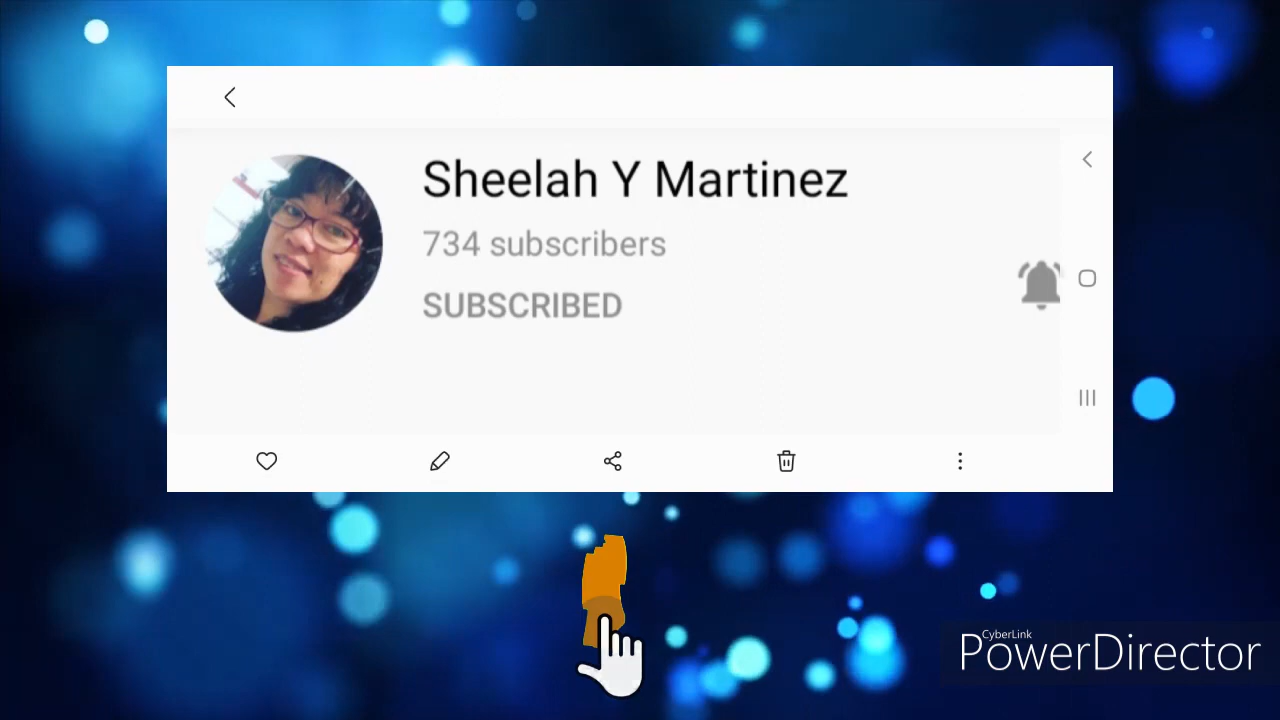 Sheelah Y Martinez
734 subscribers
SUBSCRIBED
CyberLink
PowerDirector